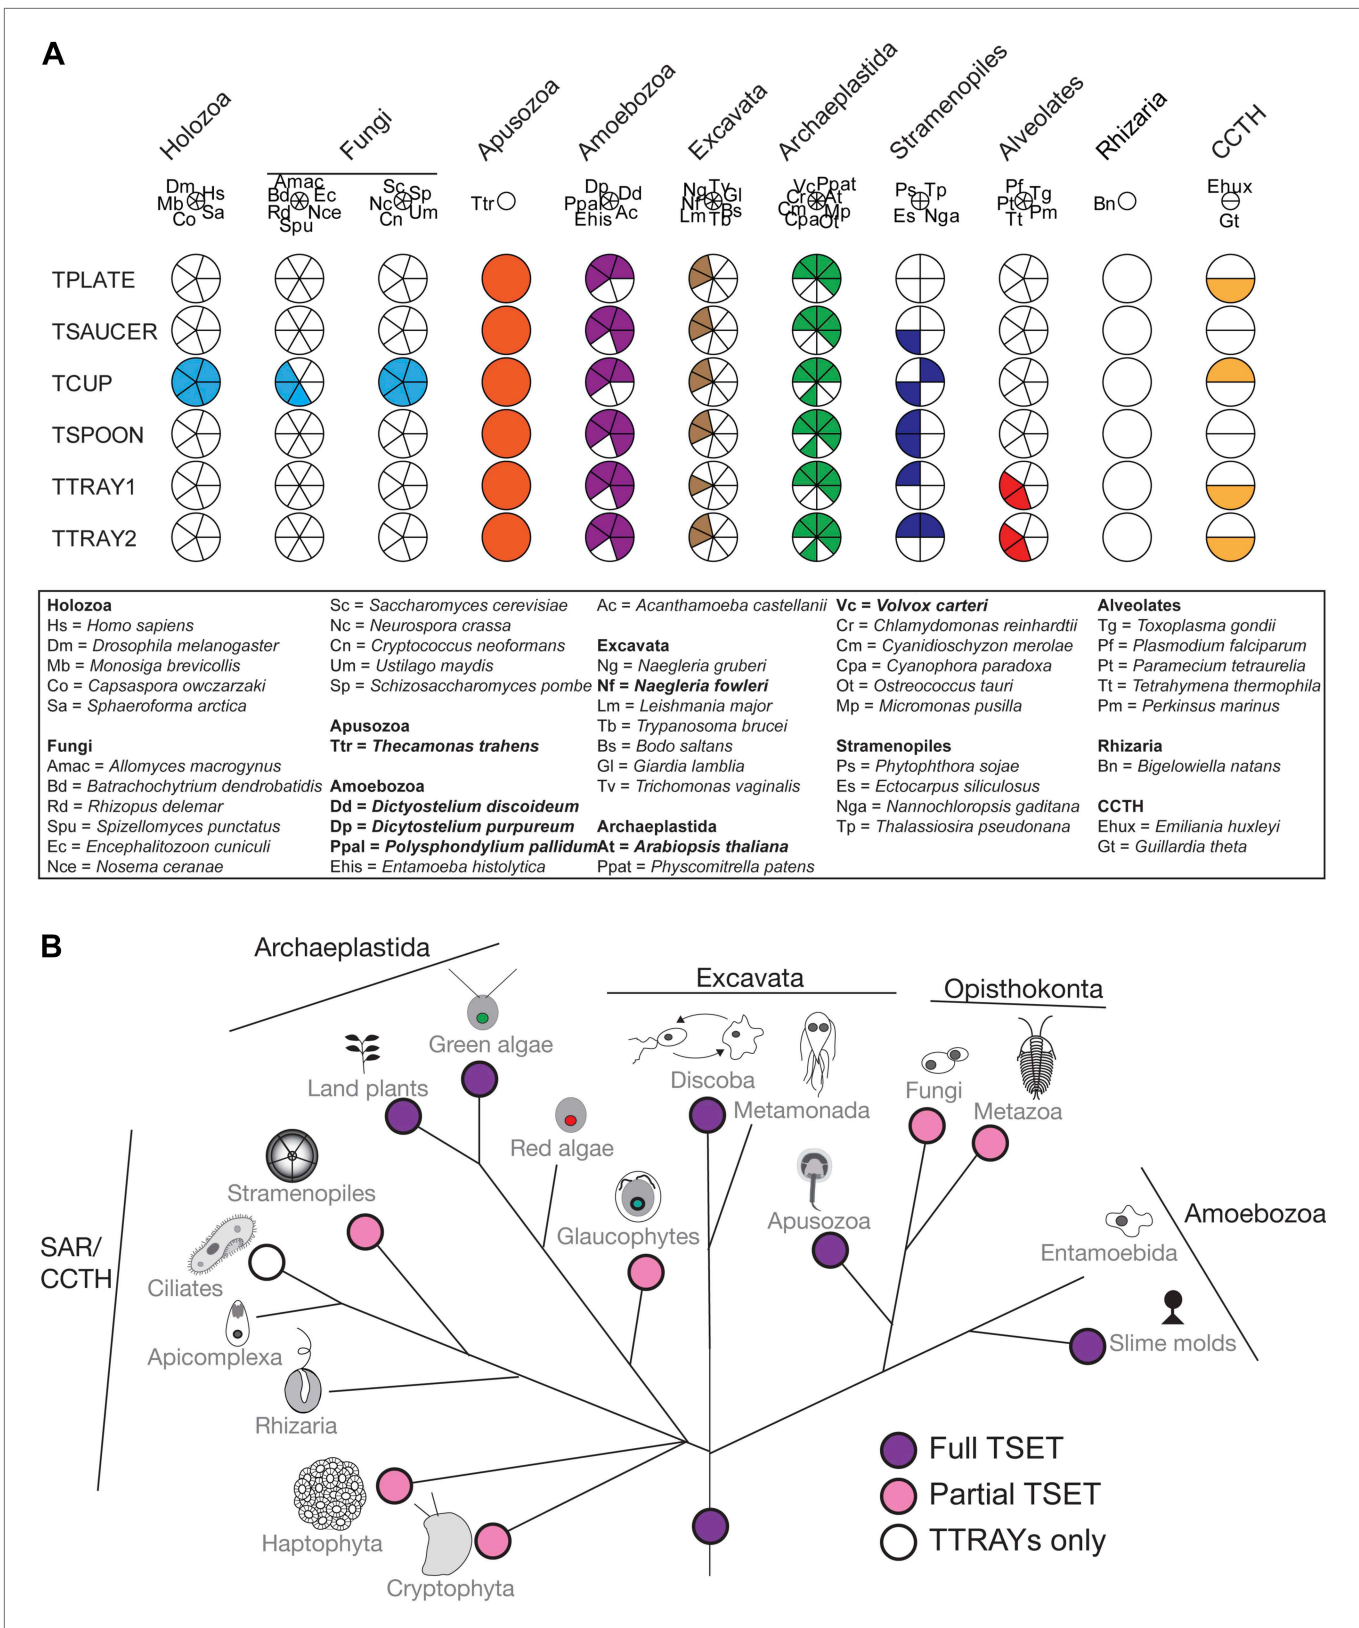 A
Holozoa
Fungi
Apusozoa
Amoebozoa
Excavata
Archaeplastida
Stramenopiles
Alveolates
Rhizaria
CCTH
Dm Hs Mb Sa Co
Amac Bd Ec Rd Nce Spu
Sc Sp Nc Um Cn
Ttr
Dp Dd Ppal Ac Ehis
Ng Tv Nf Gl Lm Bs Tb
Vc Ppat Cr At Cm Mp Cpa Ot
Ps Tp Es Nga
Pf Tg Pt Pm Tt
Bn
Ehux Gt
TPLATE
TSAUCER
TCUP
TSPOON
TTRAY1
TTRAY2
Holozoa
Hs = Homo sapiens
Dm = Drosophila melanogaster
Mb = Monosiga brevicollis
Co = Capsaspora owczarzaki
Sa = Sphaeroforma arctica
Fungi
Amac = Allomyces macrogynus
Bd = Batrachochytrium dendrobatidis
Rd = Rhizopus delemar
Spu = Spizellomyces punctatus
Ec = Encephalitozoon cuniculi
Nce = Nosema ceranae
Sc = Saccharomyces cerevisiae
Nc = Neurospora crassa
Cn = Cryptococcus neoformans
Um = Ustilago maydis
Sp = Schizosaccharomyces pombe
Apusozoa
Ttr = Thecamonas trahens
Amoebozoa
Dd = Dictyostelium discoideum
Dp = Dicytostelium purpureum
Ppal = Polysphondylium pallidum
Ehis = Entamoeba histolytica
Ac = Acanthamoeba castellanii
Excavata
Ng = Naegleria gruberi
Nf = Naegleria fowleri
Lm = Leishmania major
Tb = Trypanosoma brucei
Bs = Bodo saltans
Gl = Giardia lamblia
Tv = Trichomonas vaginalis
Archaeplastida
At = Arabiopsis thaliana
Ppat = Physcomitrella patens
Vc = Volvox carteri
Cr = Chlamydomonas reinhardtii
Cm = Cyanidioschyzon merolae
Cpa = Cyanophora paradoxa
Ot = Ostreococcus tauri
Mp = Micromonas pusilla
Stramenopiles
Ps = Phytophthora sojae
Es = Ectocarpus siliculosus
Nga = Nannochloropsis gaditana
Tp = Thalassiosira pseudonana
Alveolates
Tg = Toxoplasma gondii
Pf = Plasmodium falciparum
Pt = Paramecium tetraurelia
Tt = Tetrahymena thermophila
Pm = Perkinsus marinus
Rhizaria
Bn = Bigelowiella natans
CCTH
Ehux = Emiliania huxleyi
Gt = Guillardia theta
B
Archaeplastida
Excavata
Opisthokonta
Green algae
Land plants
Discoba
Metamonada
Fungi
Metazoa
Red algae
Stramenopiles
Glaucophytes
Apusozoa
Amoebozoa
Entamoebida
SAR/
CCTH
Ciliates
Slime molds
Apicomplexa
Rhizaria
Haptophyta
Cryptophyta
Full TSET
Partial TSET
TTRAYs only